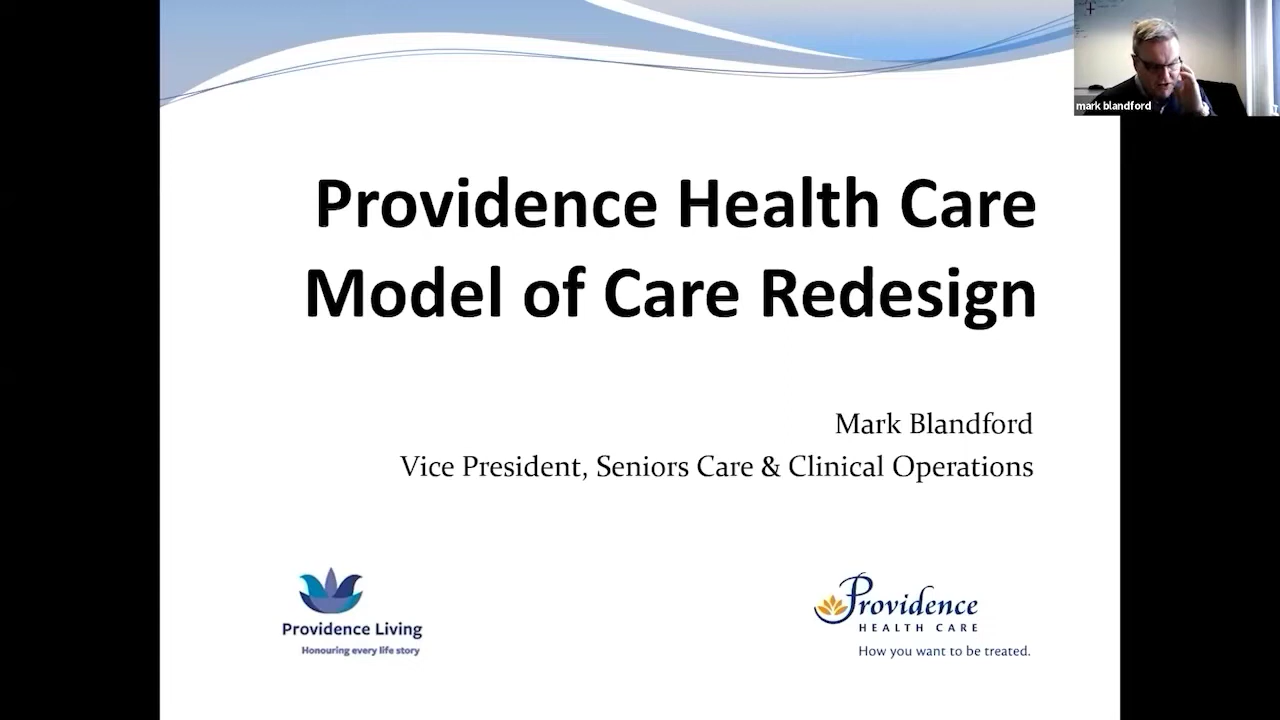 mark blandford
Providence Health Care
Model of Care Redesign
Mark Blandford
Vice President, Seniors Care & Clinical Operations
Providence Living
Honouring every life story
Providence
HEALTH CARE
How you want to be treated.